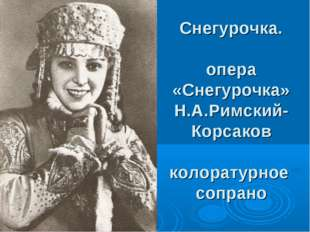 Снегурочка.
опера
«Снегурочка»
Н.А.Римский-
Корсаков
колоратурное
сопрано